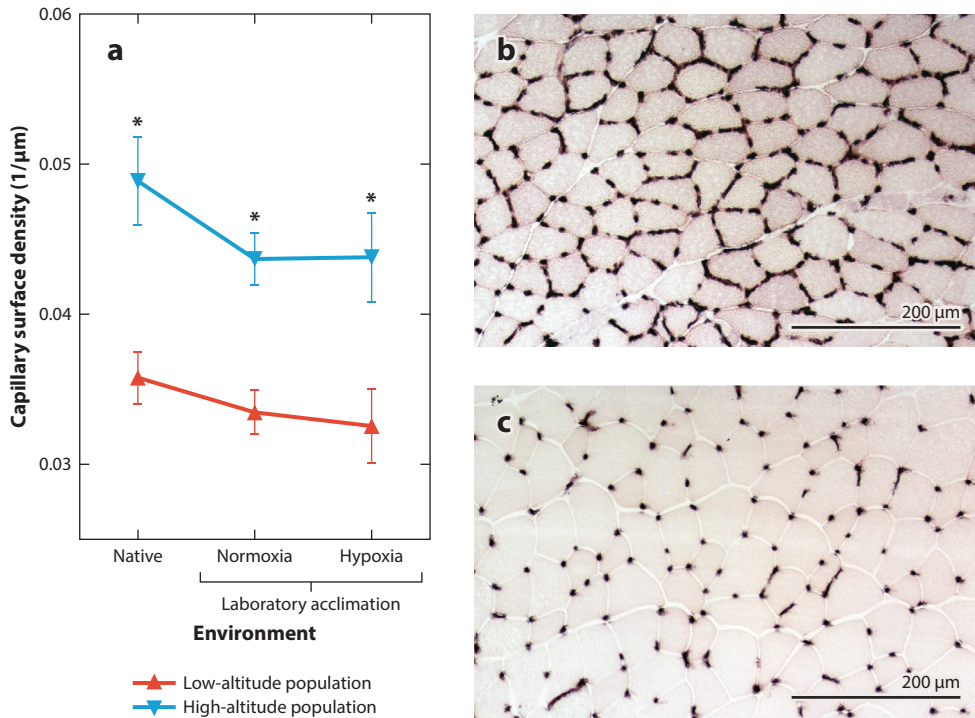 a
0.06
0.05
0.04
0.03
Capillary surface density (1/μm)
*
*
*
Native
Normoxia
Hypoxia
Laboratory acclimation
Environment
Low-altitude population
High-altitude population
b
200 μm
c
200 μm